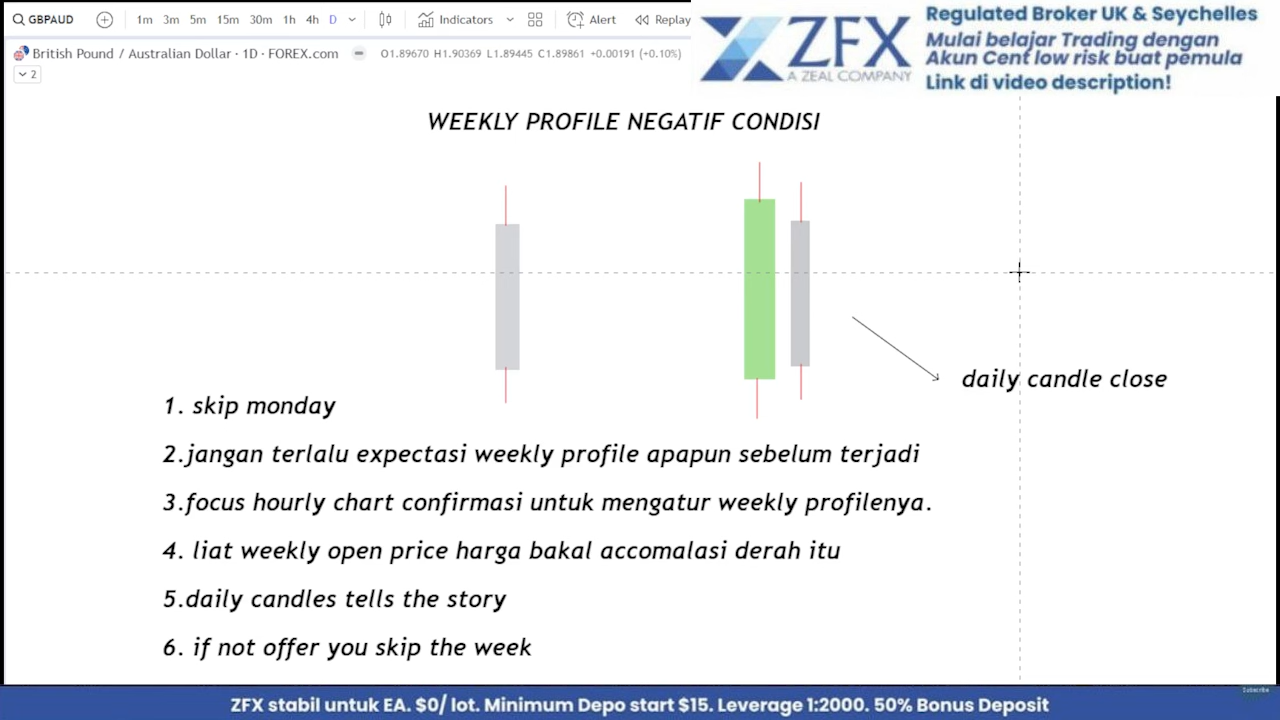 GBPAUD 1m 3m 5m 15m 30m 1h 4h D Indicators Alert Replay
British Pound / Australian Dollar · 1D · FOREX.com O1.89670 H1.90369 L1.89445 C1.89861 +0.00191 (+0.10%)
2
ZFX
A ZEAL COMPANY
Regulated Broker UK & Seychelles
Mulai belajar Trading dengan
Akun Cent low risk buat pemula
Link di video description!
WEEKLY PROFILE NEGATIF CONDISI
daily candle close
1. skip monday
2.jangan terlalu expectasi weekly profile apapun sebelum terjadi
3.focus hourly chart confirmasi untuk mengatur weekly profilenya.
4. liat weekly open price harga bakal accomalasi derah itu
5.daily candles tells the story
6. if not offer you skip the week
Subscribe
ZFX stabil untuk EA. $0/ lot. Minimum Depo start $15. Leverage 1:2000. 50% Bonus Deposit